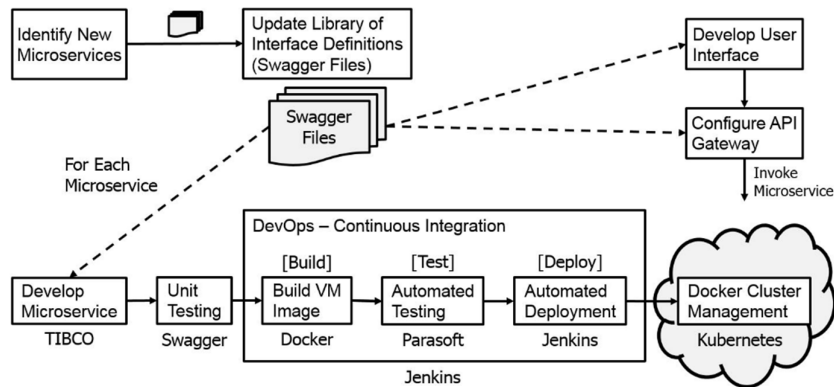 Identify New
Microservices
Update Library of
Interface Definitions
(Swagger Files)
Develop User
Interface
Swagger
Files
Configure API
Gateway
For Each
Microservice
Invoke
Microservice
DevOps – Continuous Integration
[Build]
[Test]
[Deploy]
Develop
Microservice
Unit
Testing
Build VM
Image
Automated
Testing
Automated
Deployment
Docker Cluster
Management
TIBCO
Swagger
Docker
Parasoft
Jenkins
Kubernetes
Jenkins